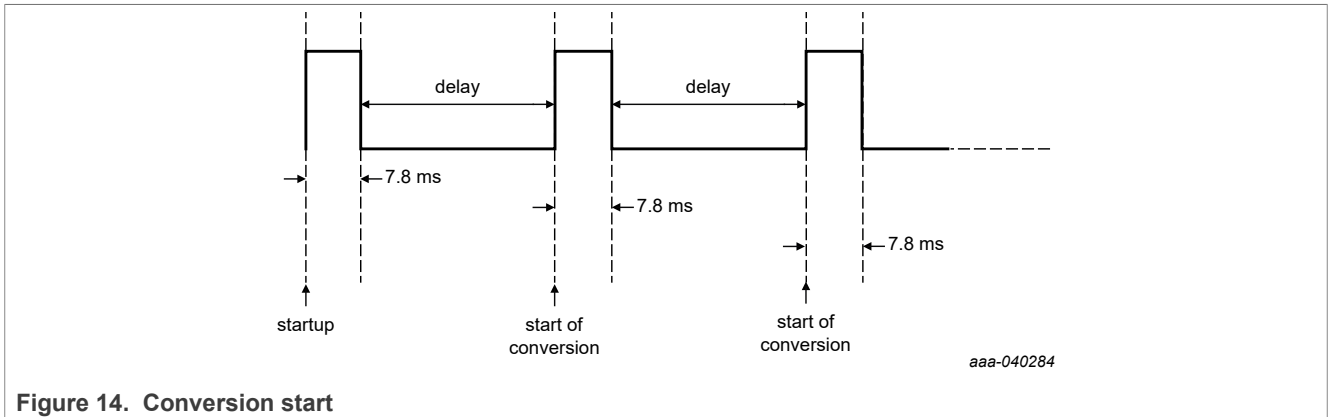 delay
delay
7.8 ms
7.8 ms
7.8 ms
startup
start of
conversion
start of
conversion
aaa-040284
Figure 14. Conversion start